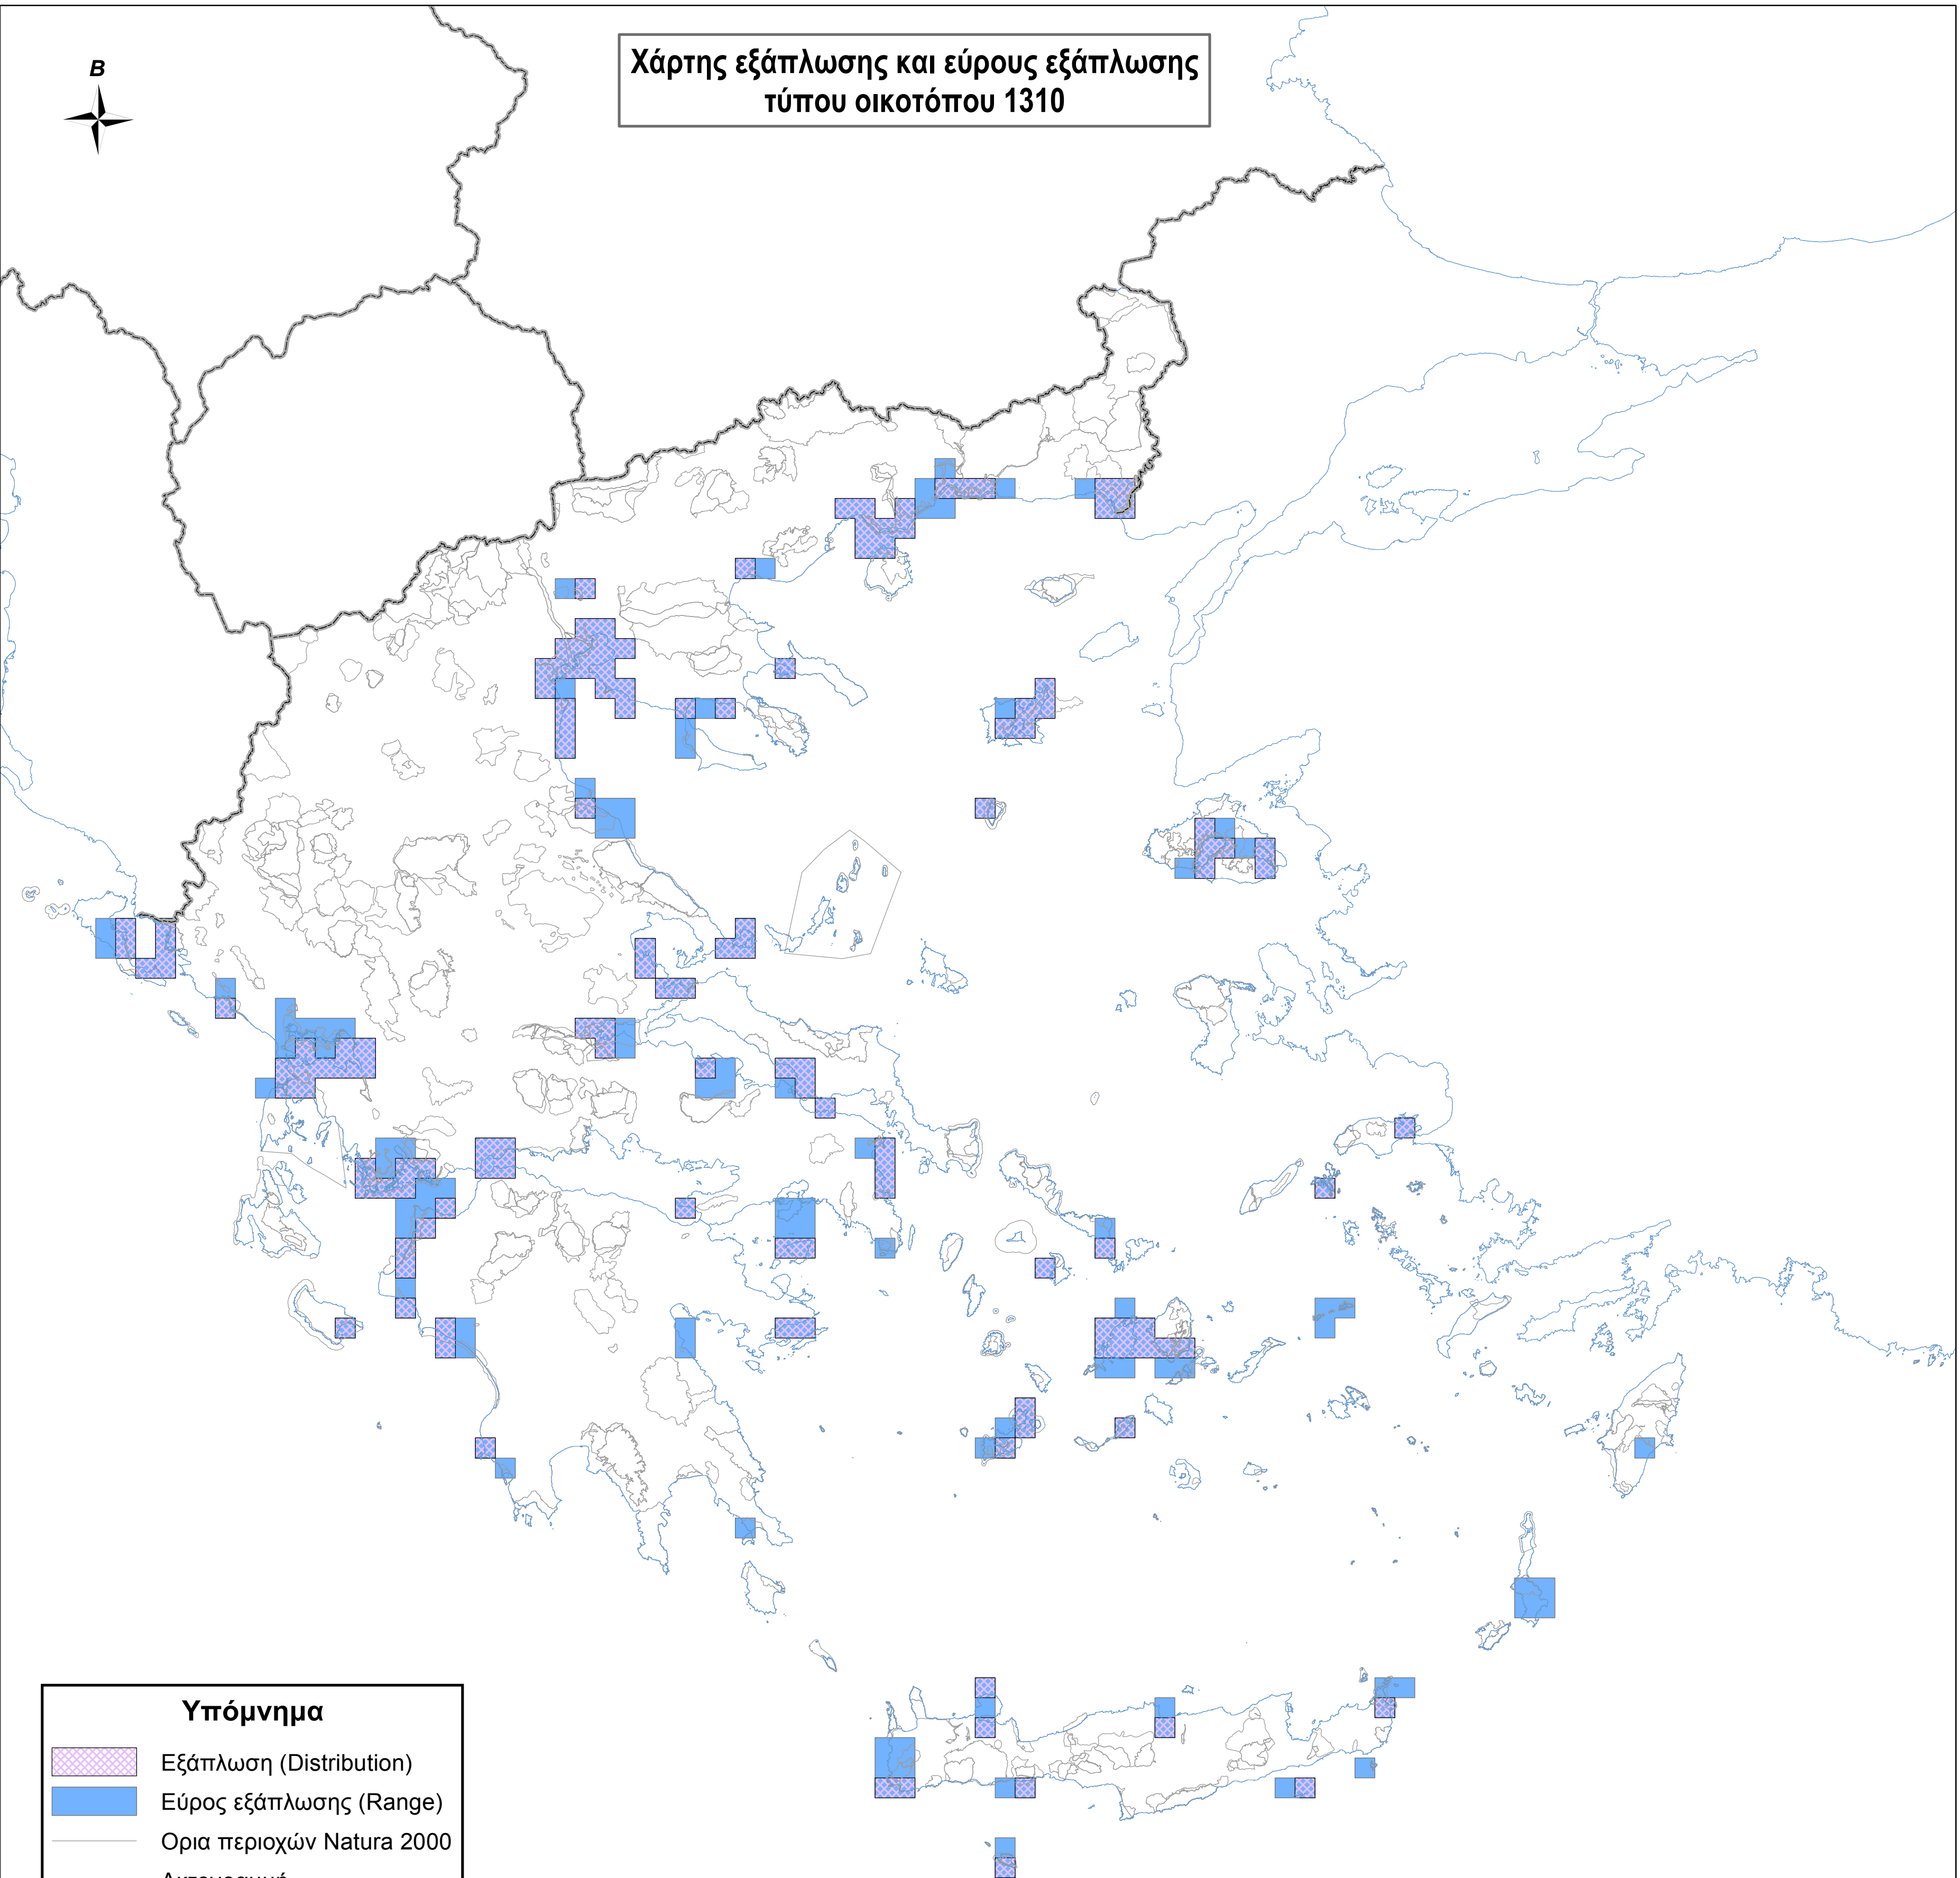 Χάρτης εξάπλωσης και εύρους εξάπλωσης
τύπου οικοτόπου 1310
B
Υπόμνημα
Εξάπλωση (Distribution)
Εύρος εξάπλωσης (Range)
Ορια περιοχών Natura 2000